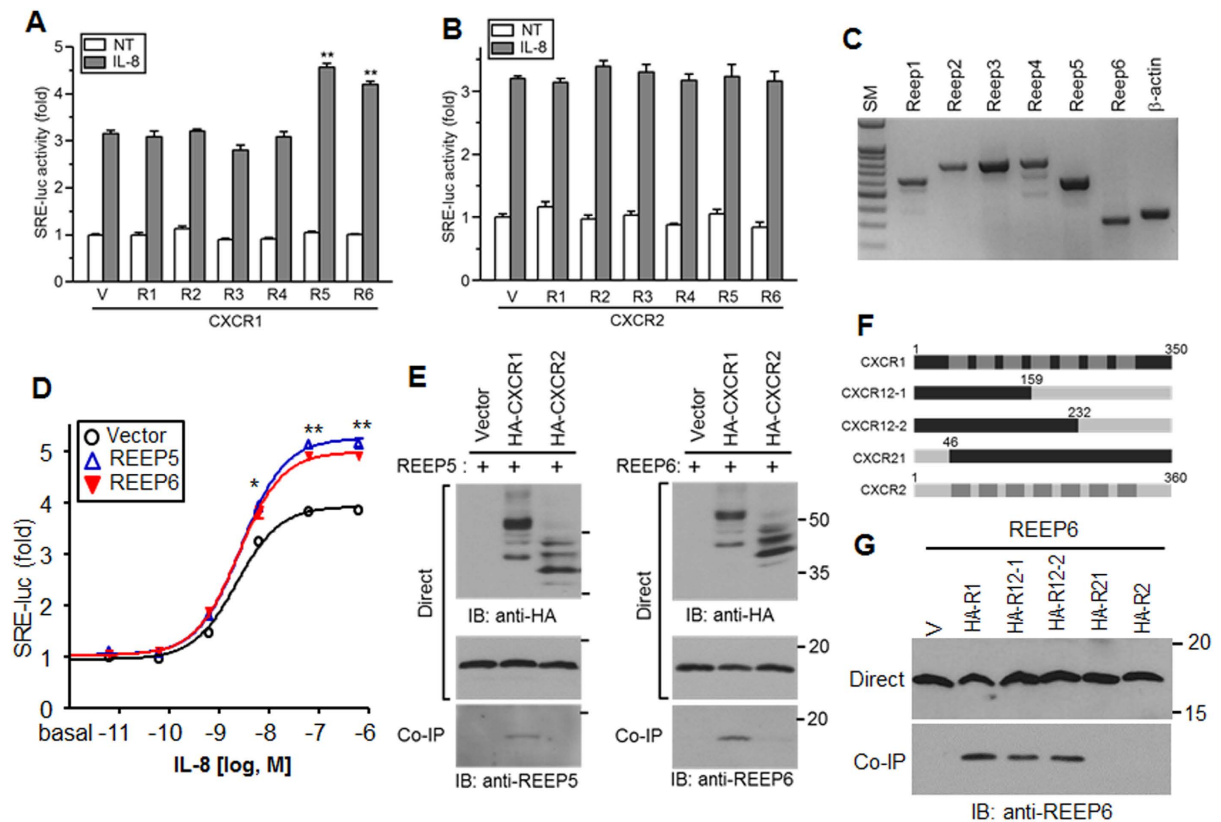 A
NT
IL-8
SRE-luc activity (fold)
5
4
3
2
1
0
**
**
V R1 R2 R3 R4 R5 R6
CXCR1
B
NT
IL-8
SRE-luc activity (fold)
3
2
1
0
V R1 R2 R3 R4 R5 R6
CXCR2
C
SM
Reep1
Reep2
Reep3
Reep4
Reep5
Reep6
β-actin
D
Vector
REEP5
REEP6
SRE-luc (fold)
5
4
3
2
1
0
*
**
**
basal -11 -10 -9 -8 -7 -6
IL-8 [log, M]
E
Vector
HA-CXCR1
HA-CXCR2
REEP5 : + + +
Direct
IB: anti-HA
Co-IP
IB: anti-REEP5
Vector
HA-CXCR1
HA-CXCR2
REEP6: + + +
Direct
50
35
IB: anti-HA
20
20
Co-IP
IB: anti-REEP6
F
1 350
CXCR1
159
CXCR12-1
232
CXCR12-2
46
CXCR21
1 360
CXCR2
G
REEP6
V
HA-R1
HA-R12-1
HA-R12-2
HA-R21
HA-R2
Direct
20
15
Co-IP
IB: anti-REEP6